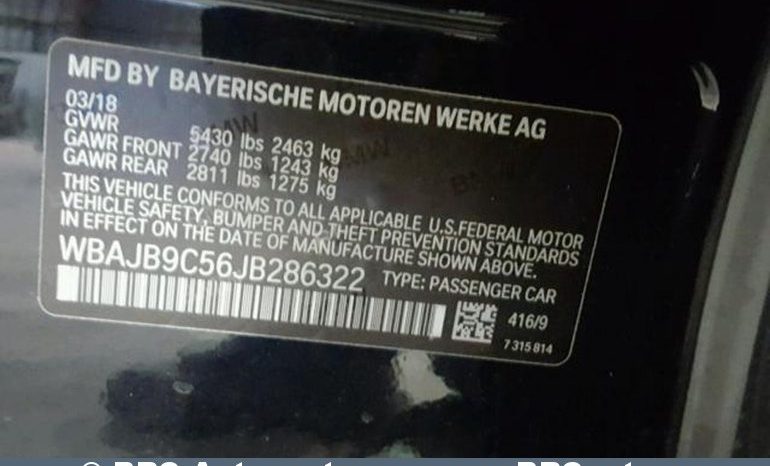 MFD BY BAYERISCHE MOTOREN WERKE AG
03/18
GVWR 5430 lbs 2463 kg
GAWR FRONT 2740 lbs 1243 kg
GAWR REAR 2811 lbs 1275 kg
THIS VEHICLE CONFORMS TO ALL APPLICABLE U.S.FEDERAL MOTOR
VEHICLE SAFETY, BUMPER AND THEFT PREVENTION STANDARDS
IN EFFECT ON THE DATE OF MANUFACTURE SHOWN ABOVE.
WBAJB9C56JB286322 TYPE: PASSENGER CAR
416/9
7 315 814